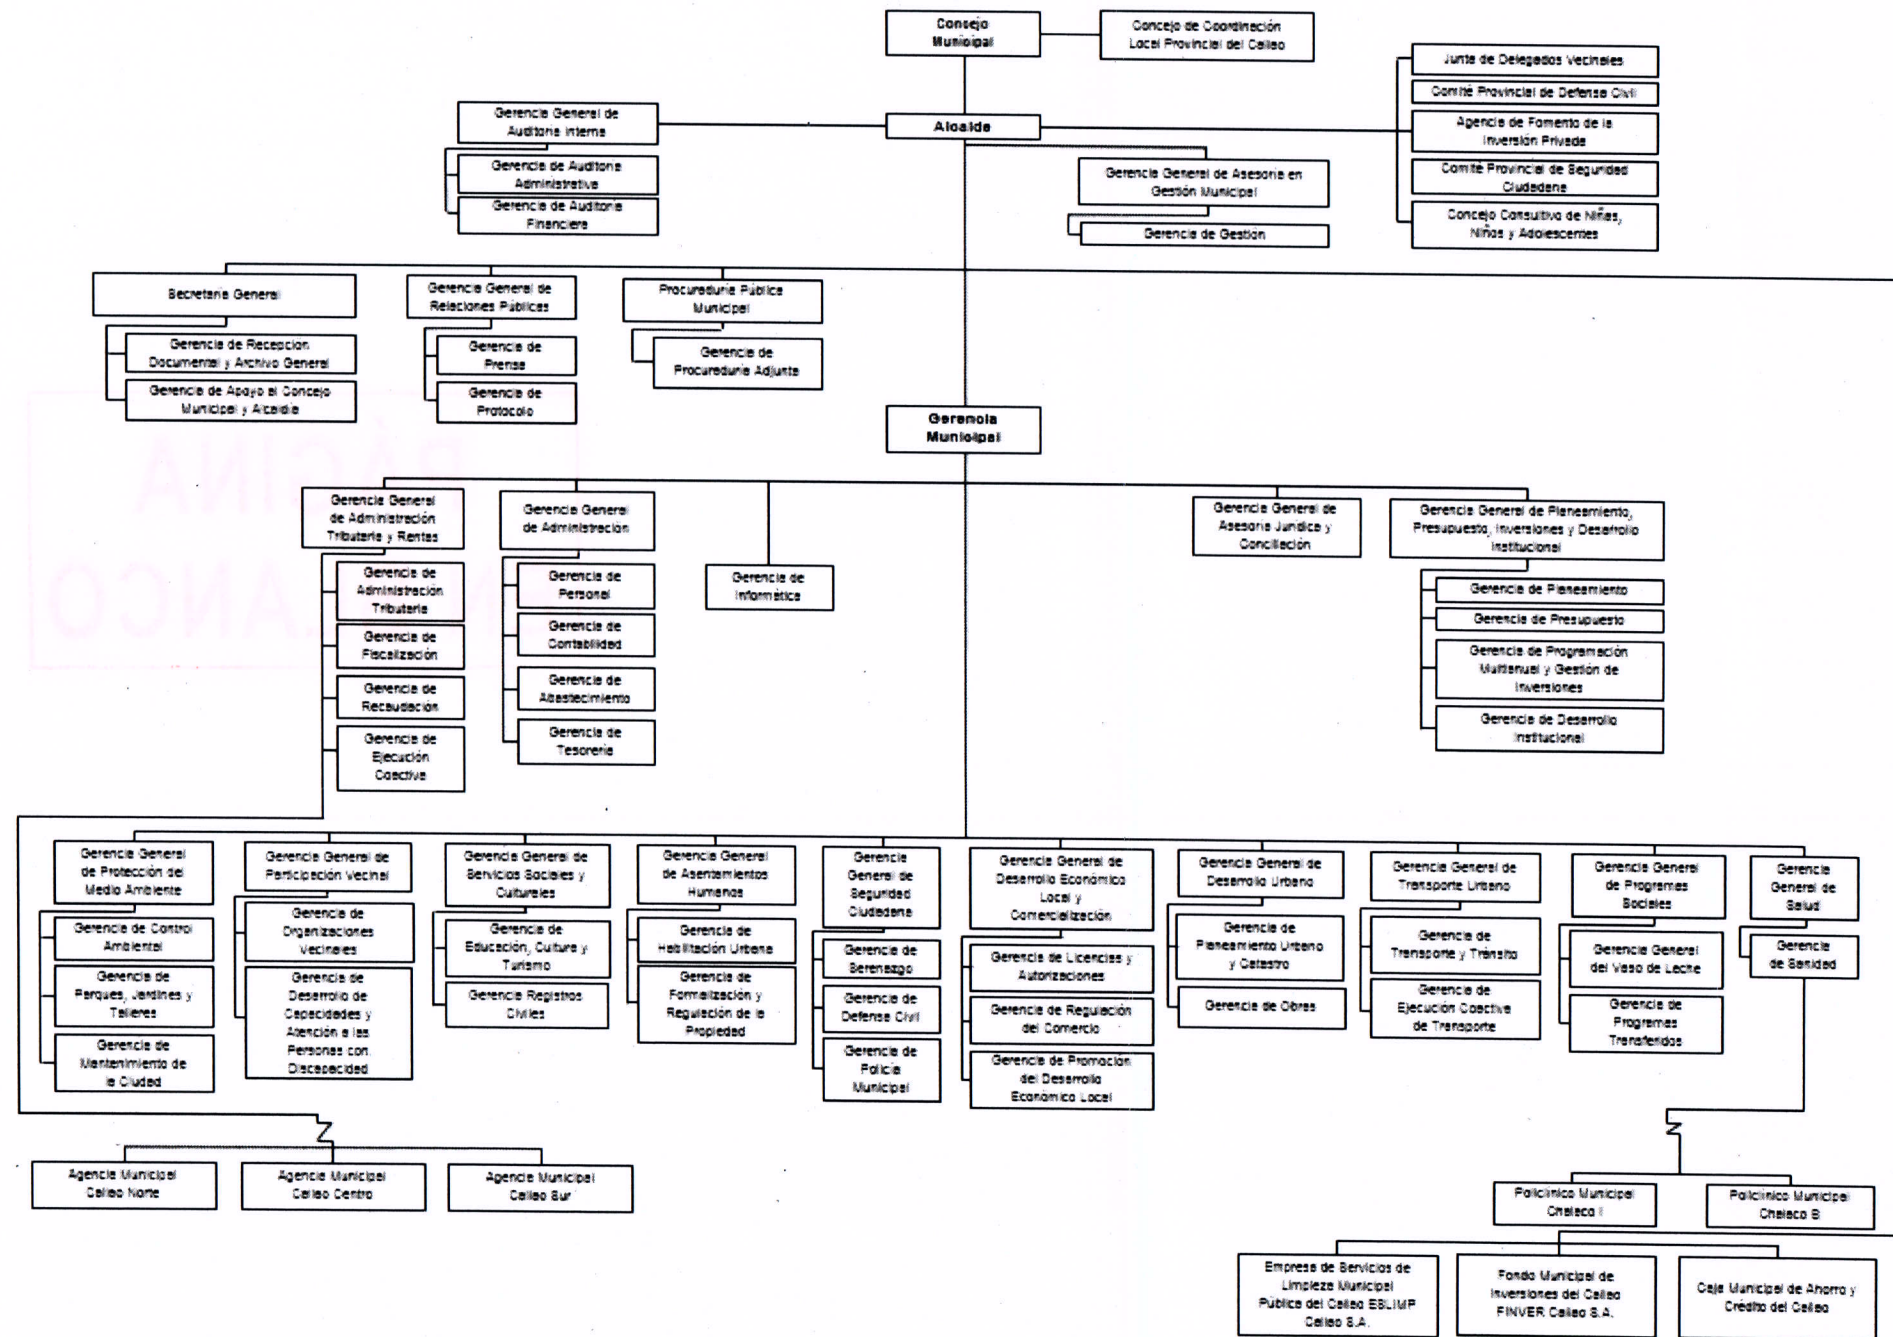 Consejo
Municipal
Concejo de Coordinación
Local Provincial del Callao
Junta de Delegados Vecinales
Comité Provincial de Defensa Civil
Agencia de Fomento de la
Inversión Privada
Comité Provincial de Seguridad
Ciudadana
Concejo Consultivo de Niñas,
Niños y Adolescentes
Gerencia General de
Auditoria Interna
Gerencia de Auditoria
Administrativa
Gerencia de Auditoria
Financiera
Alcalde
Gerencia General de Asesoria en
Gestión Municipal
Gerencia de Gestión
Secretaria General
Gerencia de Recepción
Documental y Archivo General
Gerencia de Apoyo al Concejo
Municipal y Alcaldía
Gerencia General de
Relaciones Públicas
Gerencia de
Prensa
Gerencia de
Protocolo
Procuraduría Pública
Municipal
Gerencia de
Procuraduría Adjunta
Gerencia
Municipal
PÁGINA
EN BLANCO
Gerencia General
de Administración
Tributaria y Rentas
Gerencia de
Administración
Tributaria
Gerencia de
Fiscalización
Gerencia de
Recaudación
Gerencia de
Ejecución
Coactiva
Gerencia General
de Administración
Gerencia de
Personal
Gerencia de
Contabilidad
Gerencia de
Abastecimiento
Gerencia de
Tesorería
Gerencia de
Informática
Gerencia General de
Asesoria Jurídica y
Conciliación
Gerencia General de Planeamiento,
Presupuesto, Inversiones y Desarrollo
Institucional
Gerencia de Planeamiento
Gerencia de Presupuesto
Gerencia de Programación
Multianual y Gestión de
Inversiones
Gerencia de Desarrollo
Institucional
Gerencia General
de Protección del
Medio Ambiente
Gerencia de Control
Ambiental
Gerencia de
Parques, Jardines y
Talleres
Gerencia de
Mantenimiento de
la Ciudad
Gerencia General de
Participación Vecinal
Gerencia de
Organizaciones
Vecinales
Gerencia de
Desarrollo de
Capacidades y
Atención a las
Personas con
Discapacidad
Gerencia General de
Servicios Sociales y
Culturales
Gerencia de
Educación, Cultura y
Turismo
Gerencia Registros
Civiles
Gerencia General
de Asentamientos
Humanos
Gerencia de
Habilitación Urbana
Gerencia de
Formalización y
Regulación de la
Propiedad
Gerencia
General de
Seguridad
Ciudadana
Gerencia de
Serenazgo
Gerencia de
Defensa Civil
Gerencia de
Policía
Municipal
Gerencia General de
Desarrollo Económico
Local y
Comercialización
Gerencia de Licencias y
Autorizaciones
Gerencia de Regulación
del Comercio
Gerencia de Promoción
del Desarrollo
Económico Local
Gerencia General de
Desarrollo Urbano
Gerencia de
Planeamiento Urbano
y Catastro
Gerencia de Obras
Gerencia General de
Transporte Urbano
Gerencia de
Transporte y Tránsito
Gerencia de
Ejecución Coactiva
de Transporte
Gerencia General
de Programas
Sociales
Gerencia General
del Vaso de Leche
Gerencia de
Programas
Transferidos
Gerencia
General de
Salud
Gerencia
de Sanidad
Agencia Municipal
Callao Norte
Agencia Municipal
Callao Centro
Agencia Municipal
Callao Sur
Policlínico Municipal
Chalaco I
Policlínico Municipal
Chalaco
Empresa de Servicios de
Limpieza Municipal
Pública del Callao ESLIMP
Callao S.A.
Fondo Municipal de
Inversiones del Callao
FINVER Callao S.A.
Caja Municipal de Ahorro y
Crédito del Callao